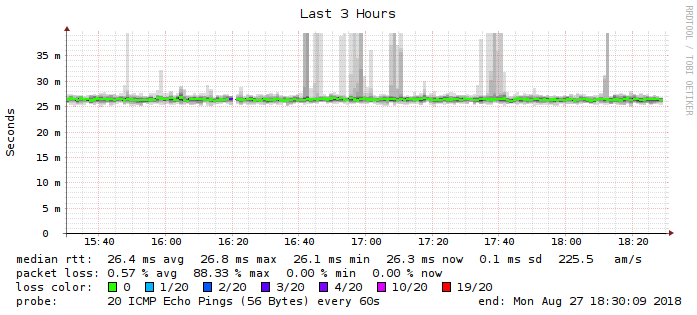 Last 3 Hours
RRDTOOL / TOBI OETIKER
Seconds
35 m
30 m
25 m
20 m
15 m
10 m
5 m
0
15:40 16:00 16:20 16:40 17:00 17:20 17:40 18:00 18:20
median rtt: 26.4 ms avg 26.8 ms max 26.1 ms min 26.3 ms now 0.1 ms sd 225.5 am/s
packet loss: 0.57 % avg 88.33 % max 0.00 % min 0.00 % now
loss color: 0 1/20 2/20 3/20 4/20 10/20 19/20
probe: 20 ICMP Echo Pings (56 Bytes) every 60s end: Mon Aug 27 18:30:09 2018